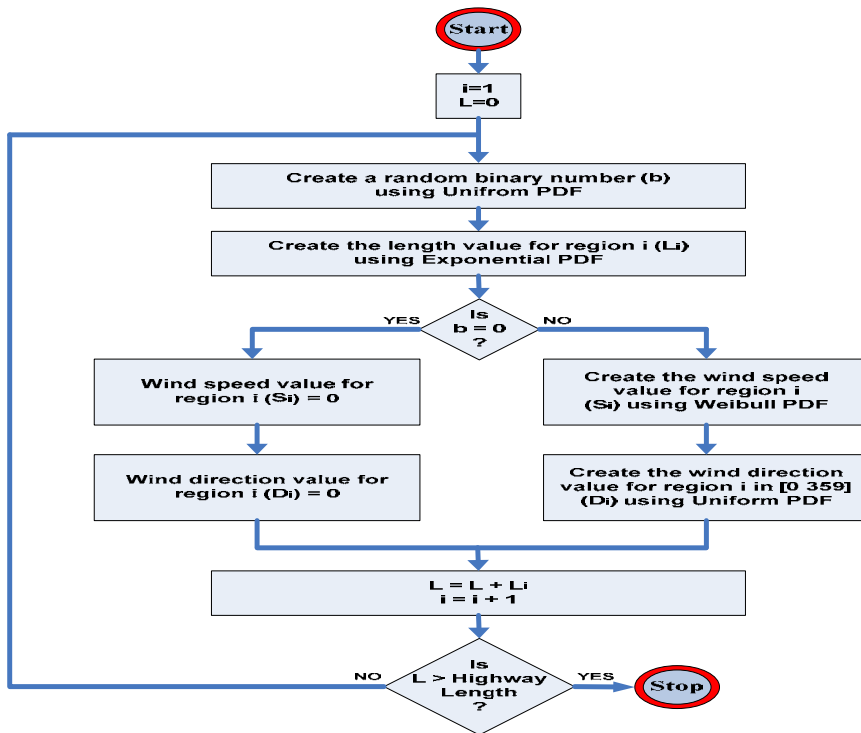 Start
i=1
L=0
Create a random binary number (b)
using Unifrom PDF
Create the length value for region i (Li)
using Exponential PDF
Is
b = 0
?
YES
NO
Wind speed value for
region i (Si) = 0
Create the wind speed
value for region i
(Si) using Weibull PDF
Wind direction value for
region i (Di) = 0
Create the wind direction
value for region i in [0 359]
(Di) using Uniform PDF
L = L + Li
i = i + 1
Is
L > Highway
Length
?
NO
YES
Stop